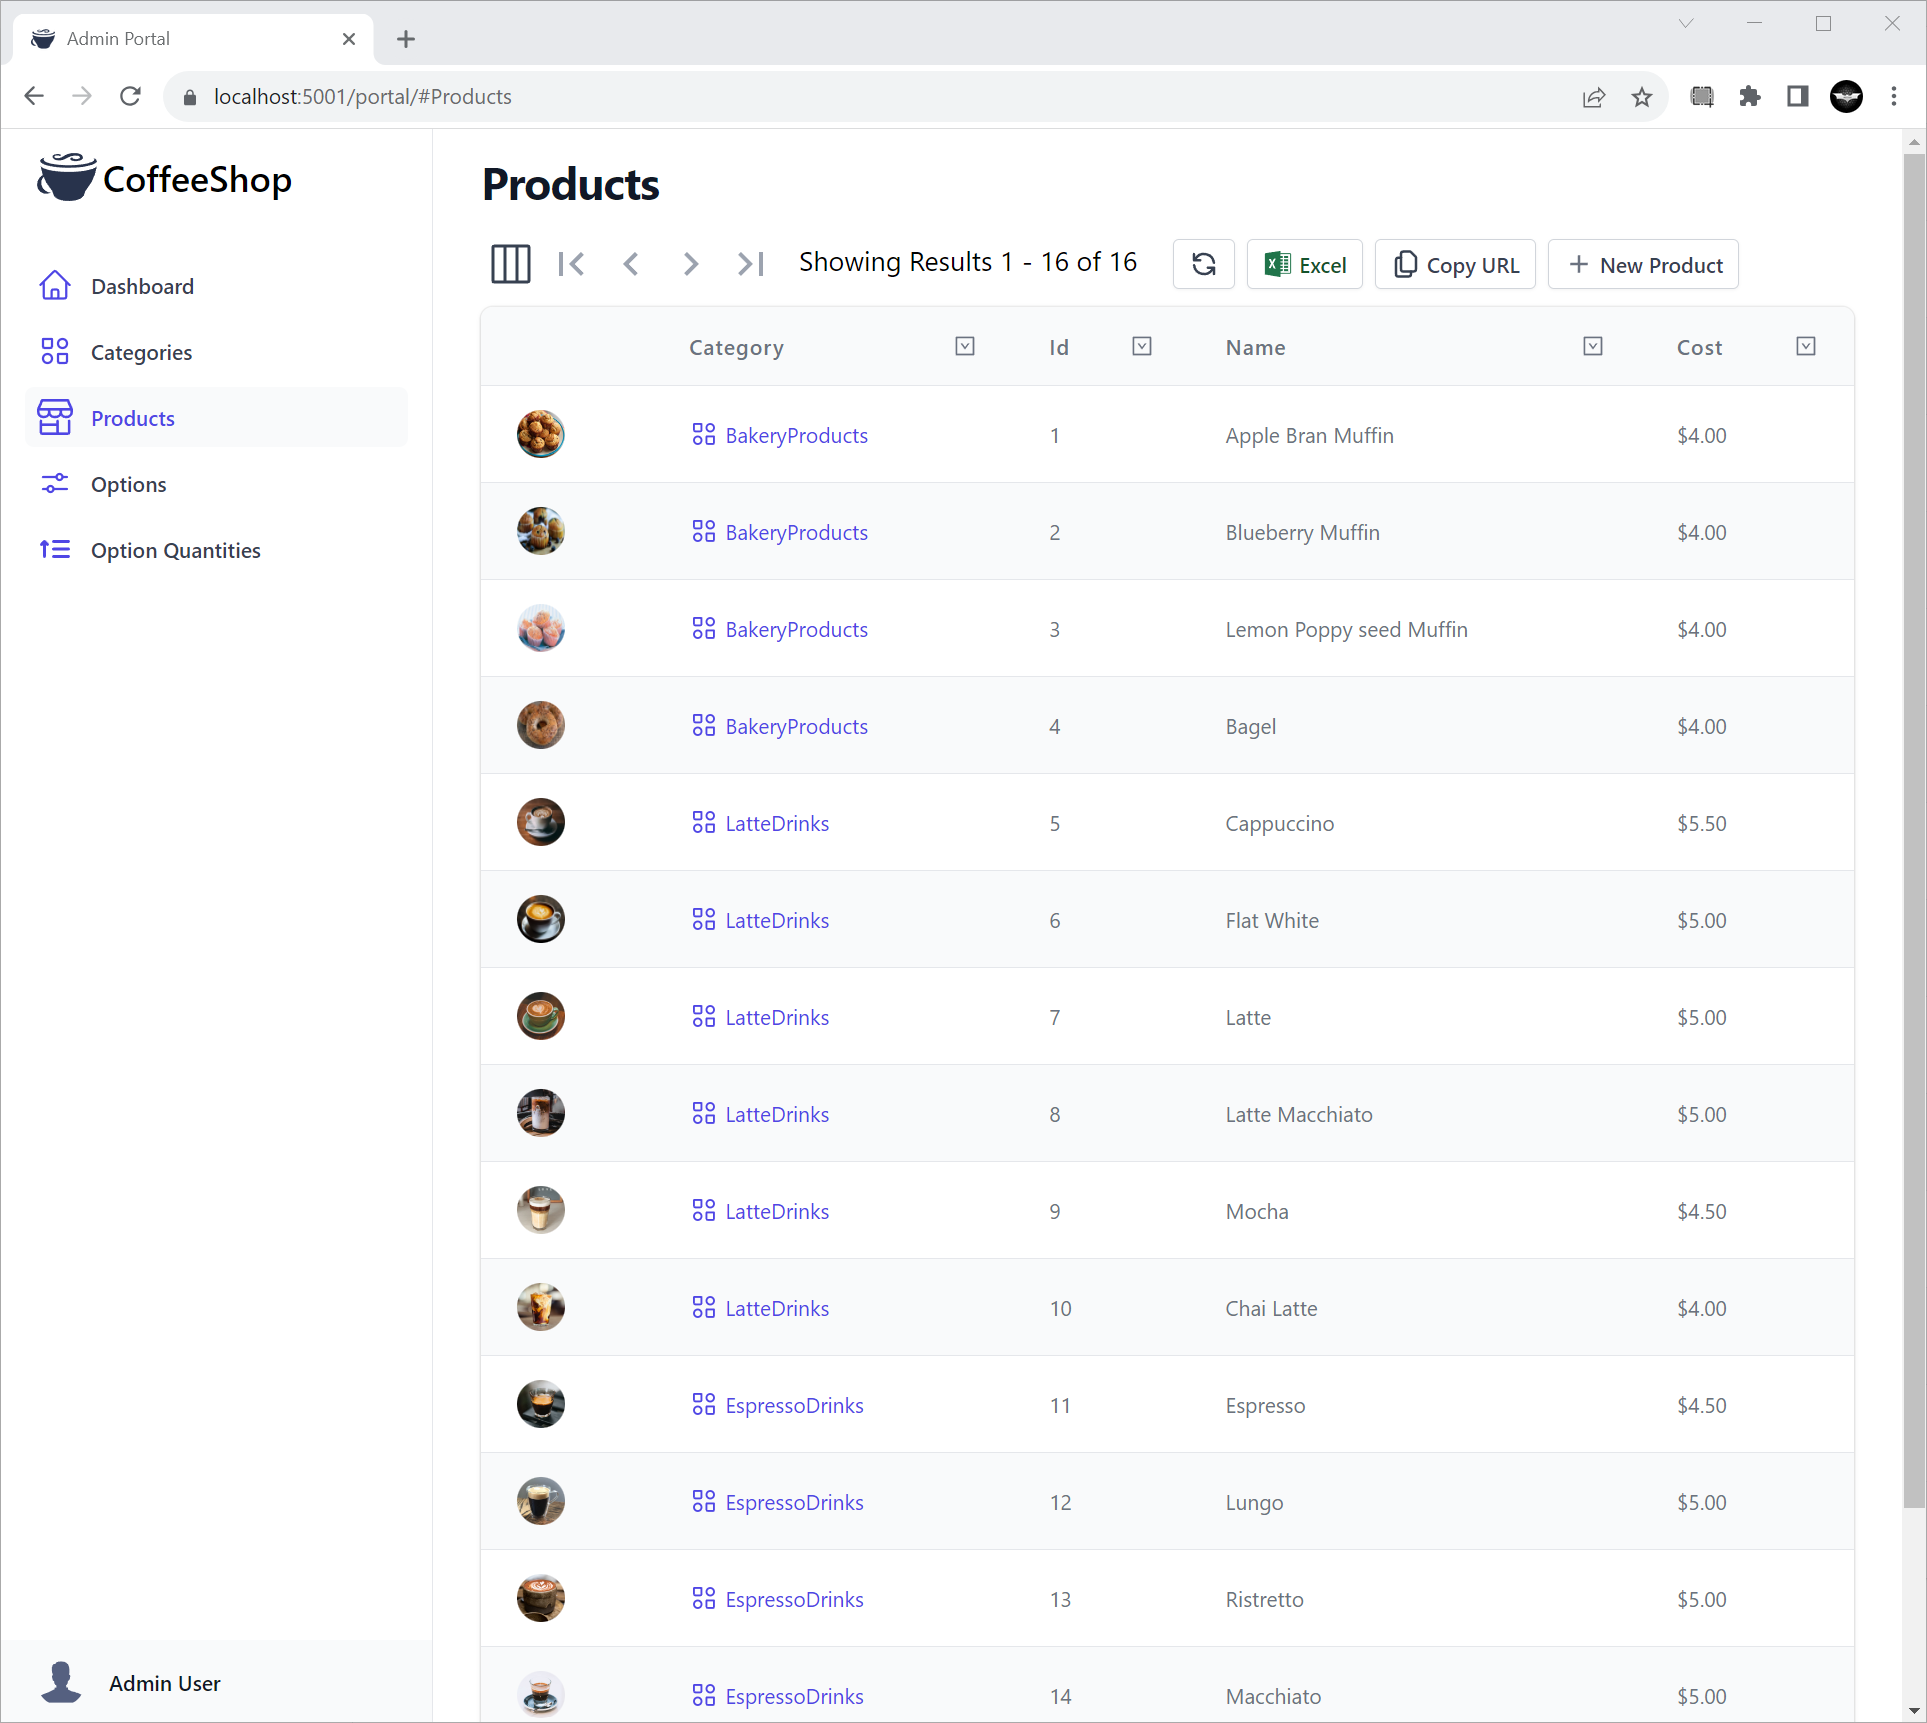 Admin Portal
localhost:5001/portal/#Products
CoffeeShop
Dashboard
Categories
Products
Options
Option Quantities
Admin User
Products
Showing Results 1 - 16 of 16
Excel
Copy URL
New Product
Category Id Name Cost
BakeryProducts 1 Apple Bran Muffin $4.00
BakeryProducts 2 Blueberry Muffin $4.00
BakeryProducts 3 Lemon Poppy seed Muffin $4.00
BakeryProducts 4 Bagel $4.00
LatteDrinks 5 Cappuccino $5.50
LatteDrinks 6 Flat White $5.00
LatteDrinks 7 Latte $5.00
LatteDrinks 8 Latte Macchiato $5.00
LatteDrinks 9 Mocha $4.50
LatteDrinks 10 Chai Latte $4.00
EspressoDrinks 11 Espresso $4.50
EspressoDrinks 12 Lungo $5.00
EspressoDrinks 13 Ristretto $5.00
EspressoDrinks 14 Macchiato $5.00